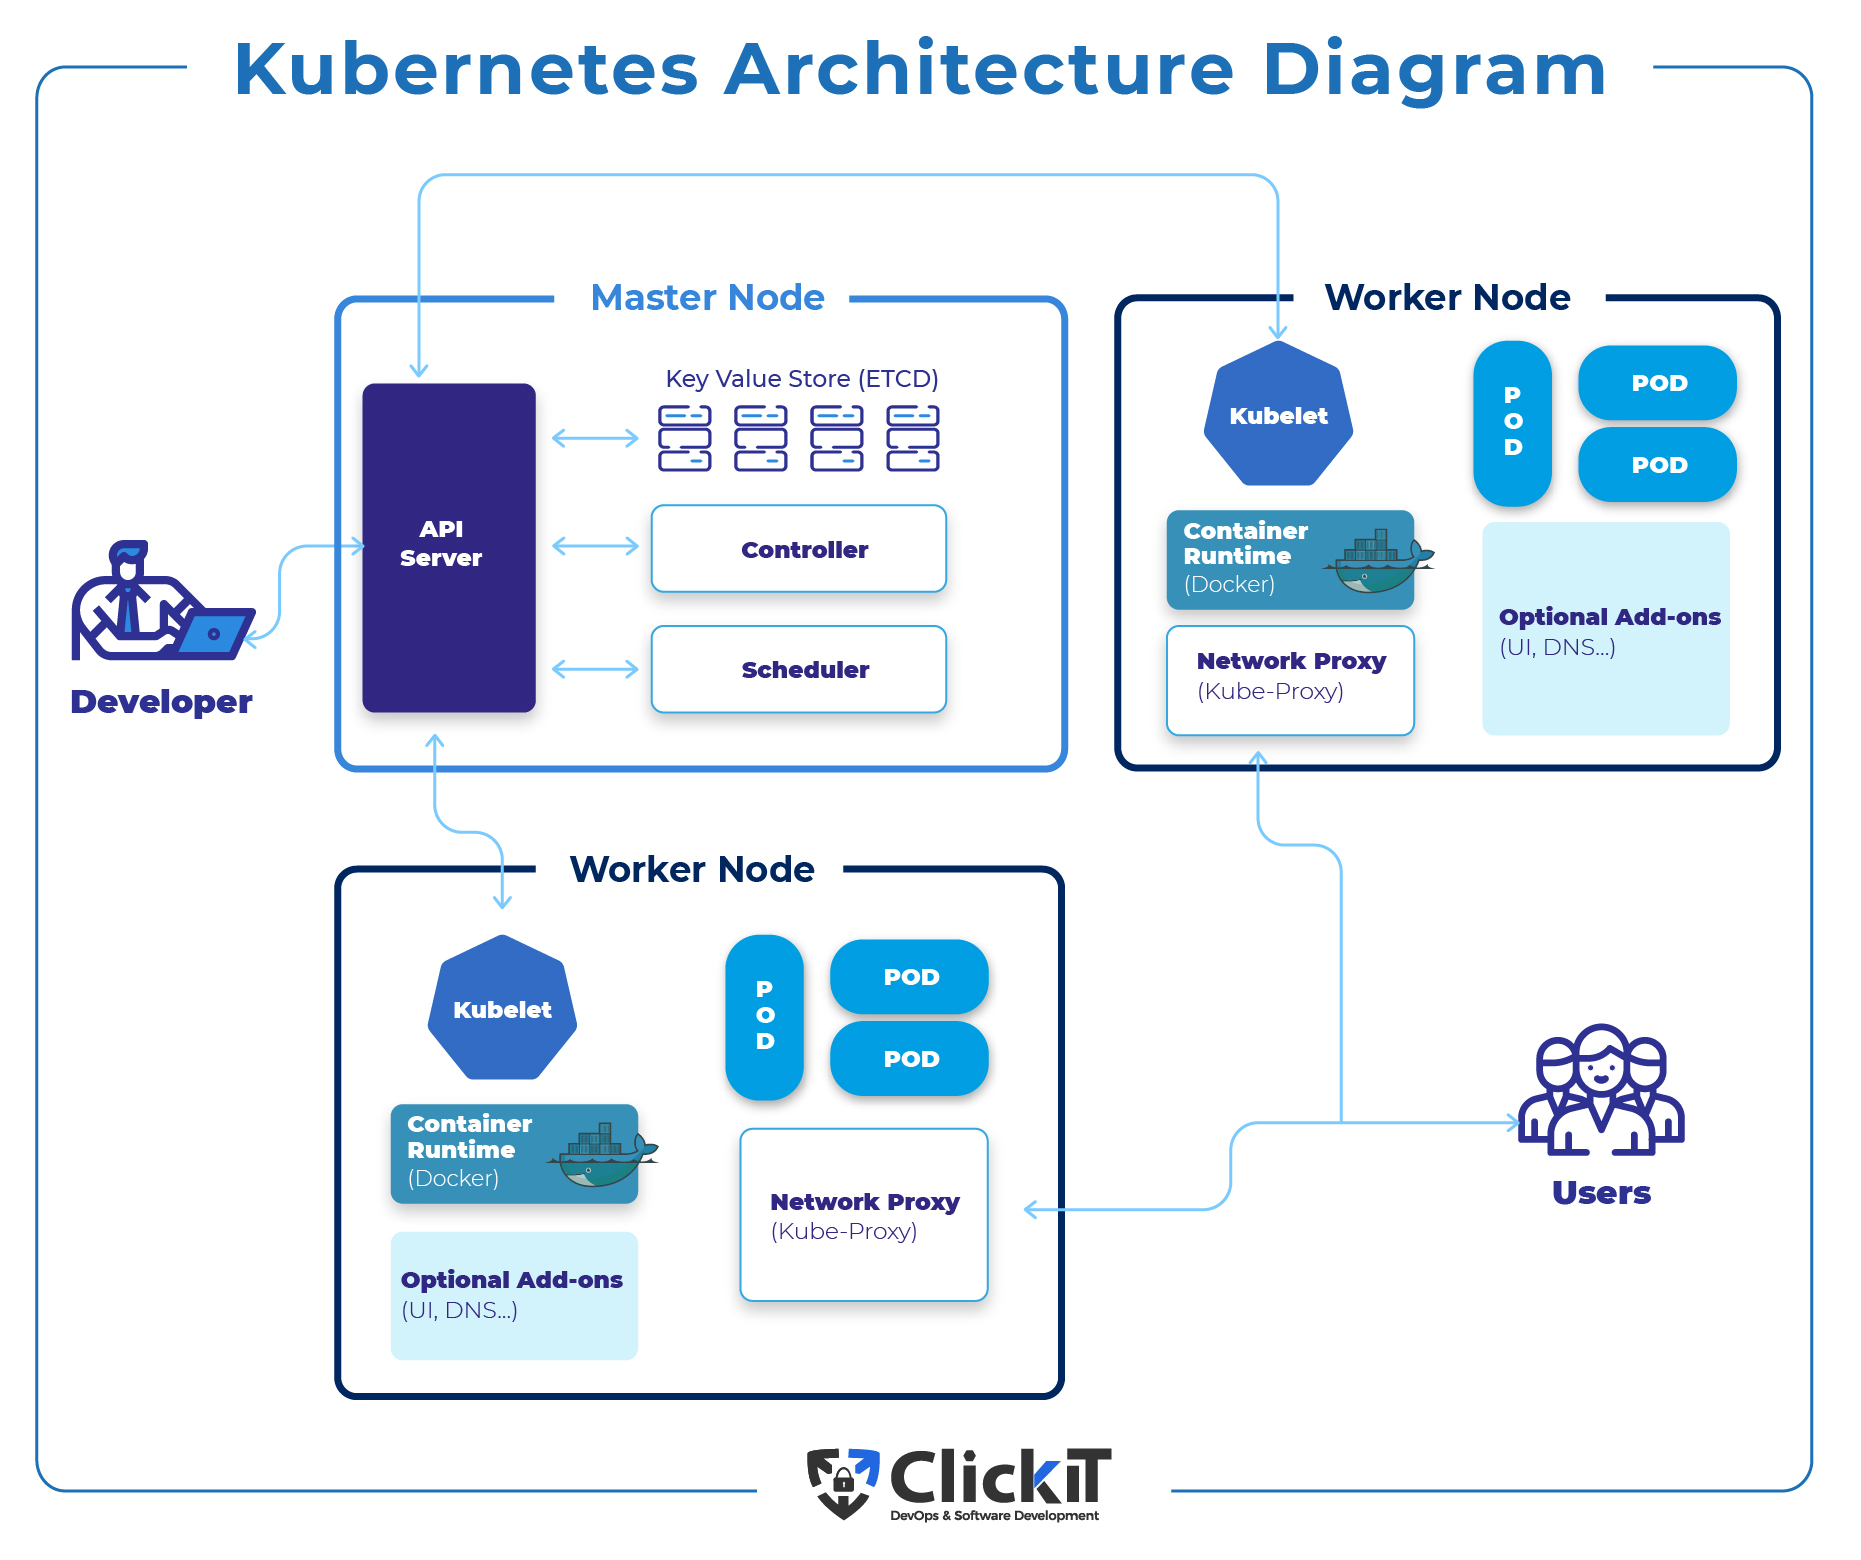 Kubernetes Architecture Diagram
Master Node
Key Value Store (ETCD)
API
Server
Controller
Scheduler
Developer
Worker Node
Kubelet
P
O
D
POD
POD
Container
Runtime
(Docker)
Network Proxy
(Kube-Proxy)
Optional Add-ons
(UI, DNS...)
Worker Node
Kubelet
P
O
D
POD
POD
Container
Runtime
(Docker)
Optional Add-ons
(UI, DNS...)
Network Proxy
(Kube-Proxy)
Users
ClickIT
DevOps & Software Development